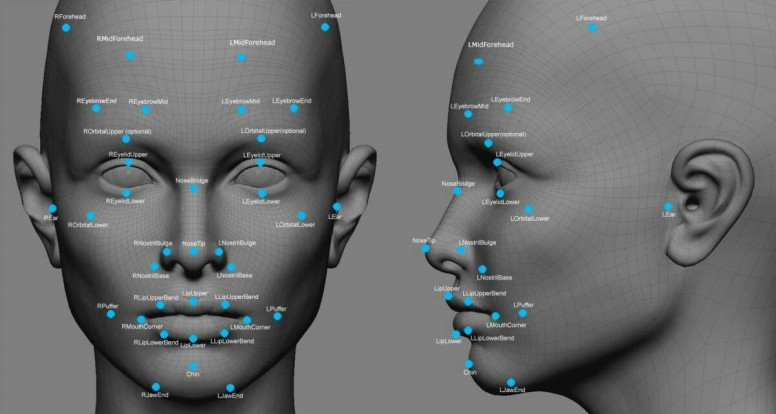 RForehead
LForehead
RMidForehead
LMidForehead
REyebrowEnd
REyebrowMid
LEyebrowMid
LEyebrowEnd
ROrbitalUpper (optional)
LOrbitalUpper(optional)
REyelidUpper
LEyelidUpper
NoseBridge
REyelidLower
LEyelidLower
REar
ROrbitalLower
LOrbitalLower
LEar
RNostrilBulge
NoseTip
LNostrilBulge
RNostrilBase
LNostrilBase
LipUpper
RLipUpperBend
LLipUpperBend
RPuffer
LPuffer
RMouthCorner
LMouthCorner
RLipLowerBend
LipLower
LLipLowerBend
Chin
RJawEnd
LJawEnd
LForehead
LMidForehead
LEyebrowMid
LEyebrowEnd
LOrbitalUpper(optional)
LEyelidUpper
NoseBridge
LEyelidLower
LOrbitalLower
LEar
NoseTip
LNostrilBulge
LNostrilBase
LipUpper
LLipUpperBend
LPuffer
LMouthCorner
LipLower
LLipLowerBend
Chin
LJawEnd